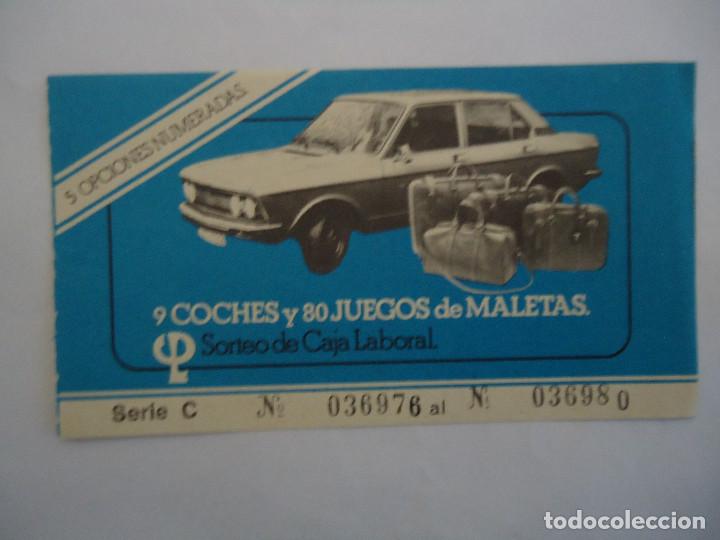 5 OPCIONES NUMERADAS
9 COCHES y 80 JUEGOS de MALETAS.
Sorteo de Caja Laboral.
Serie C Nº 036976 al Nº 036980
todocoleccion.net